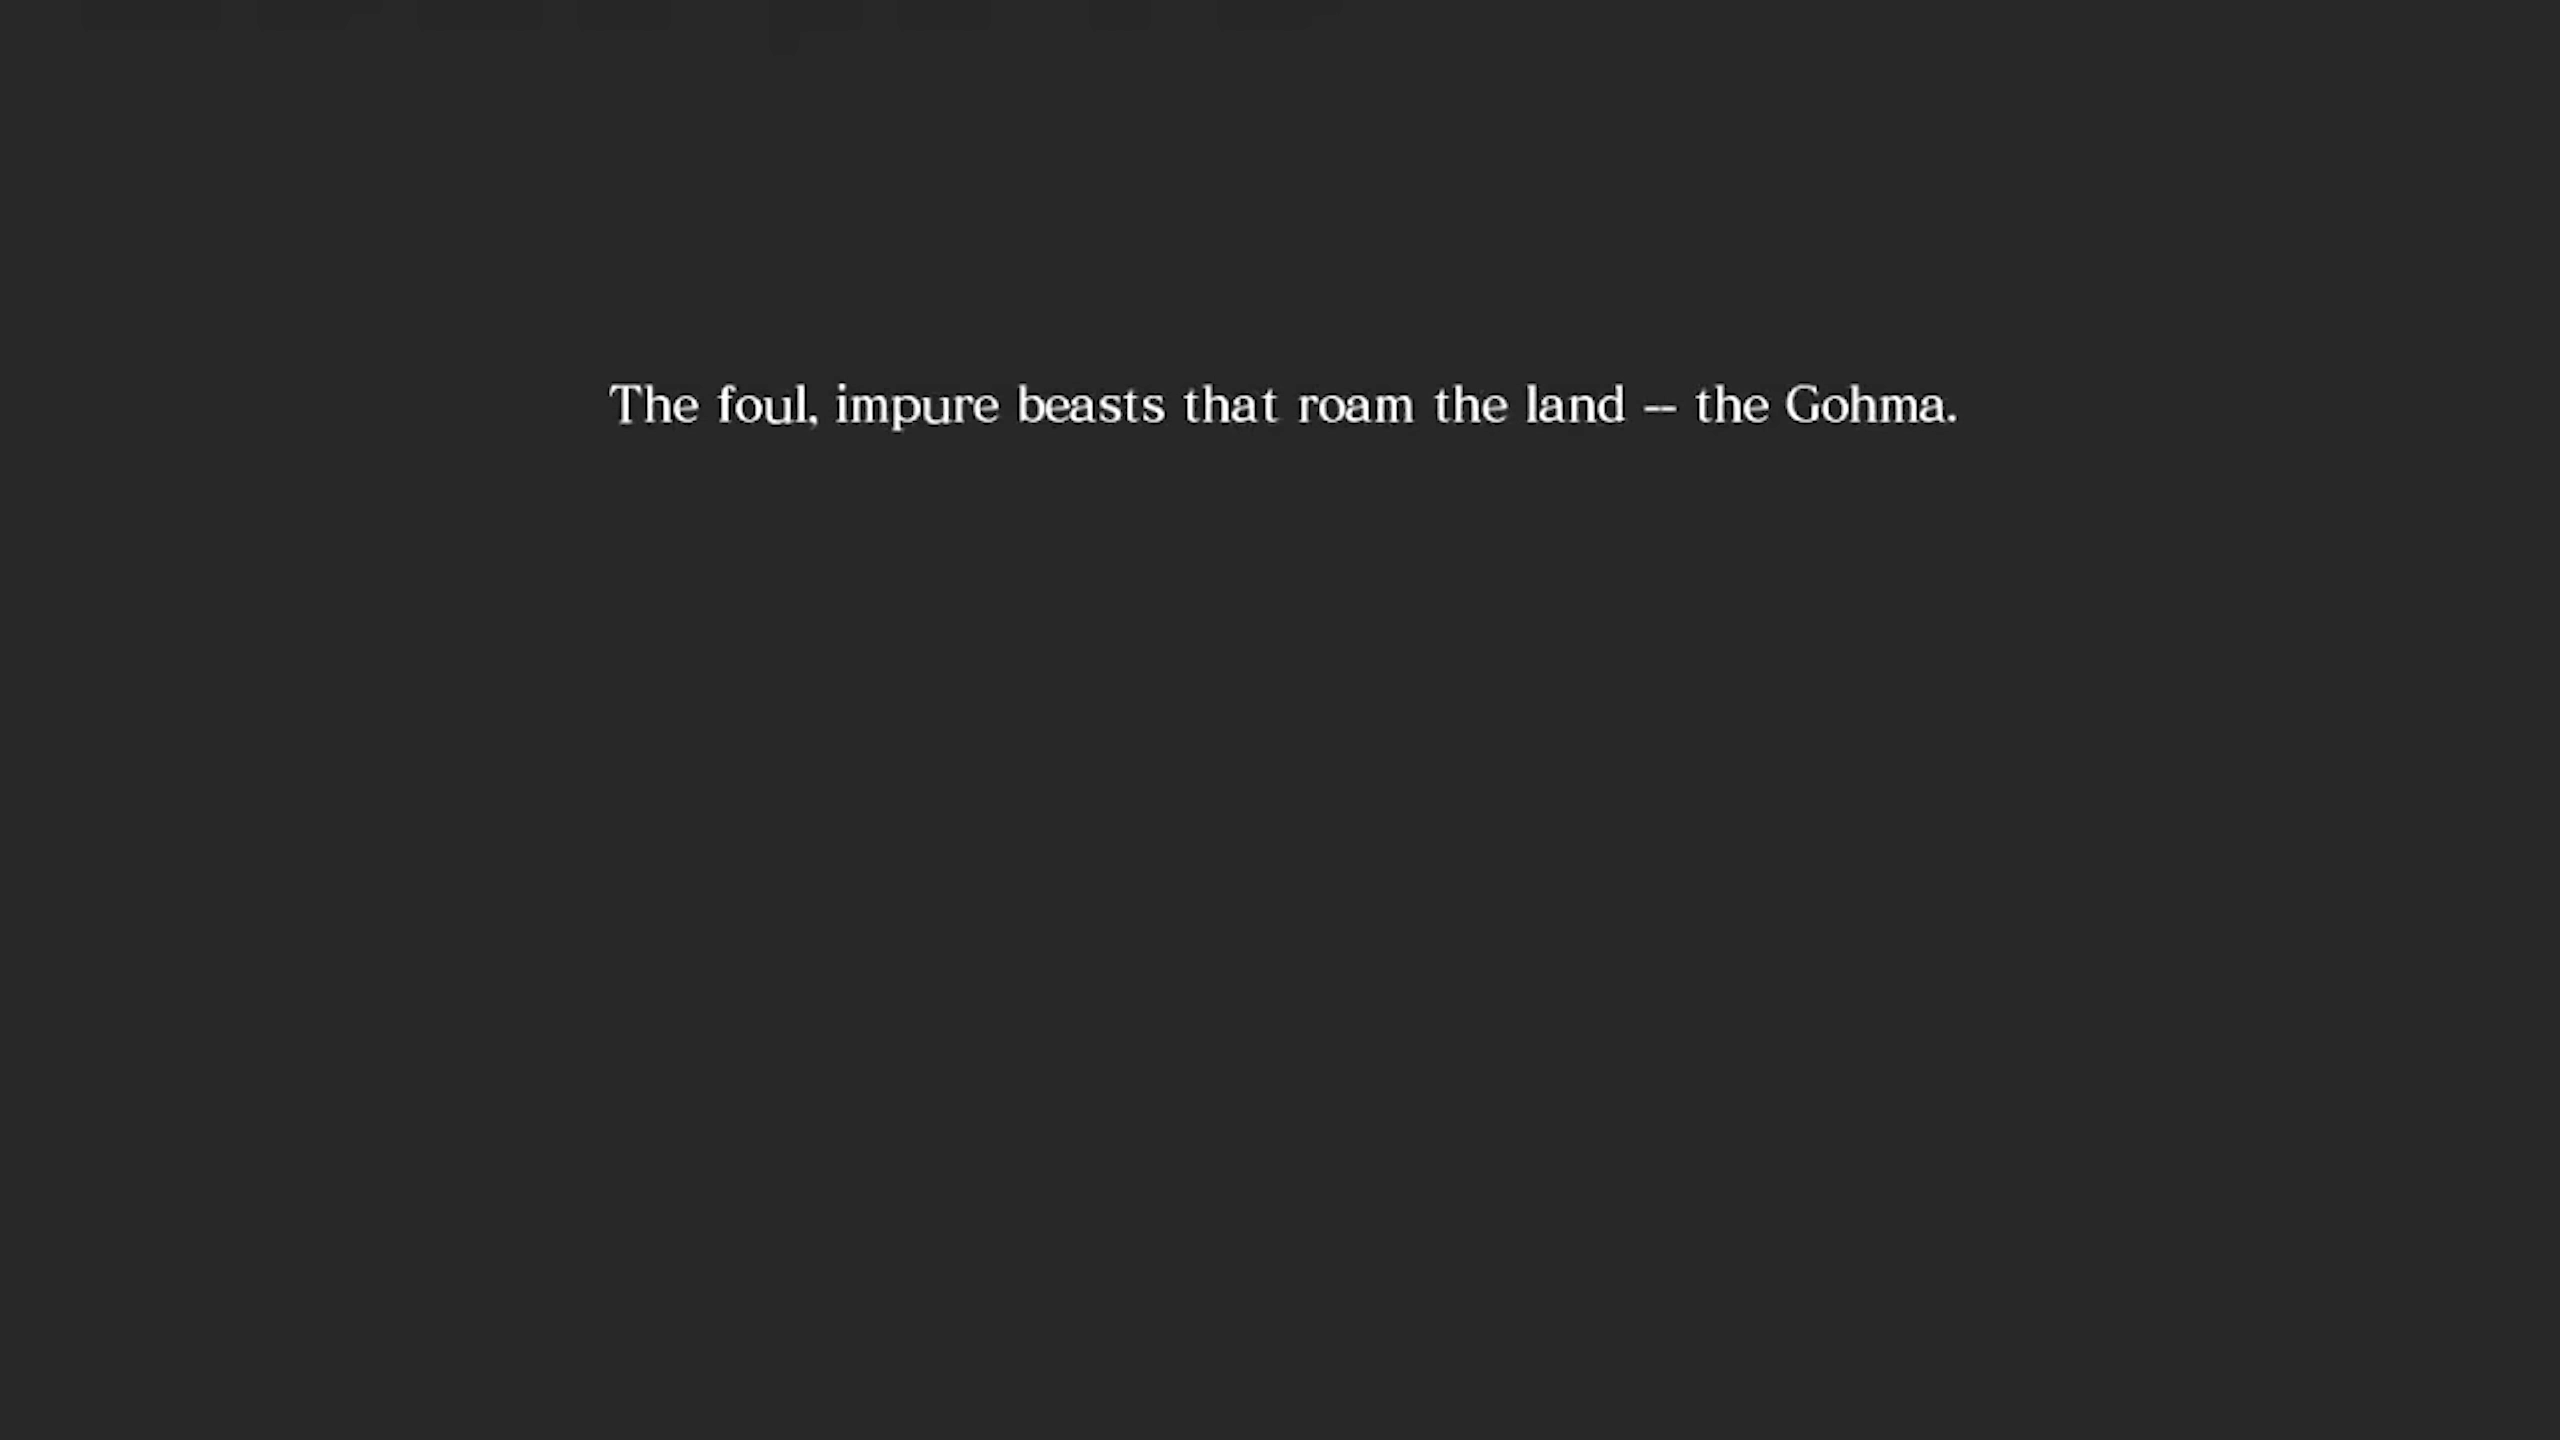 The foul, impure beasts that roam the land -- the Gohma.